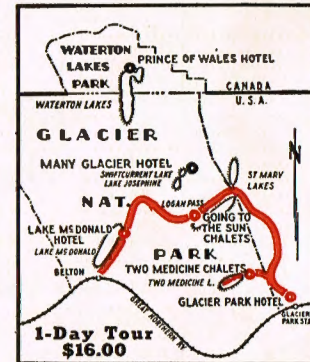 WATERTON
LAKES
PARK
PRINCE OF WALES HOTEL
CANADA
U.S.A.
WATERTON LAKES
GLACIER
MANY GLACIER HOTEL
SWIFTCURRENT LAKE
LAKE JOSEPHINE
ST MARY
LAKES
N
NAT.
LOGAN PASS
GOING TO
THE SUN
CHALETS
LAKE McDONALD
HOTEL
LAKE McDONALD
PARK
TWO MEDICINE CHALETS
TWO MEDICINE L.
BELTON
GLACIER PARK HOTEL
GREAT NORTHERN RY
GLACIER
PARK STA
1-Day Tour
$16.00